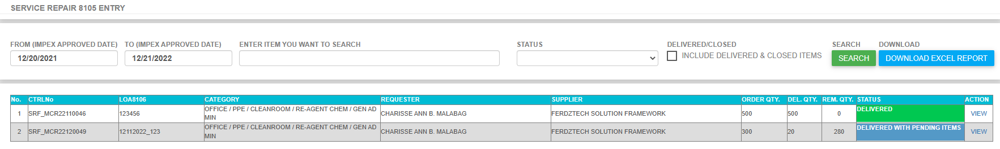 SERVICE REPAIR 8105 ENTRY
FROM (IMPEX APPROVED DATE) TO (IMPEX APPROVED DATE) ENTER ITEM YOU WANT TO SEARCH STATUS DELIVERED/CLOSED SEARCH DOWNLOAD
12/20/2021 12/21/2022 INCLUDE DELIVERED & CLOSED ITEMS SEARCH DOWNLOAD EXCEL REPORT
No. CTRLNo LOA8106 CATEGORY REQUESTER SUPPLIER ORDER QTY. DEL. QTY. REM. QTY. STATUS ACTION
1 SRF_MCR22110046 123456 OFFICE / PPE / CLEANROOM / RE-AGENT CHEM / GEN AD
MIN CHARISSE ANN B. MALABAG FERDZTECH SOLUTION FRAMEWORK 500 500 0 DELIVERED VIEW
2 SRF_MCR22120049 12112022_123 OFFICE / PPE / CLEANROOM / RE-AGENT CHEM / GEN AD
MIN CHARISSE ANN B. MALABAG FERDZTECH SOLUTION FRAMEWORK 300 20 280 DELIVERED WITH PENDING ITEMS VIEW